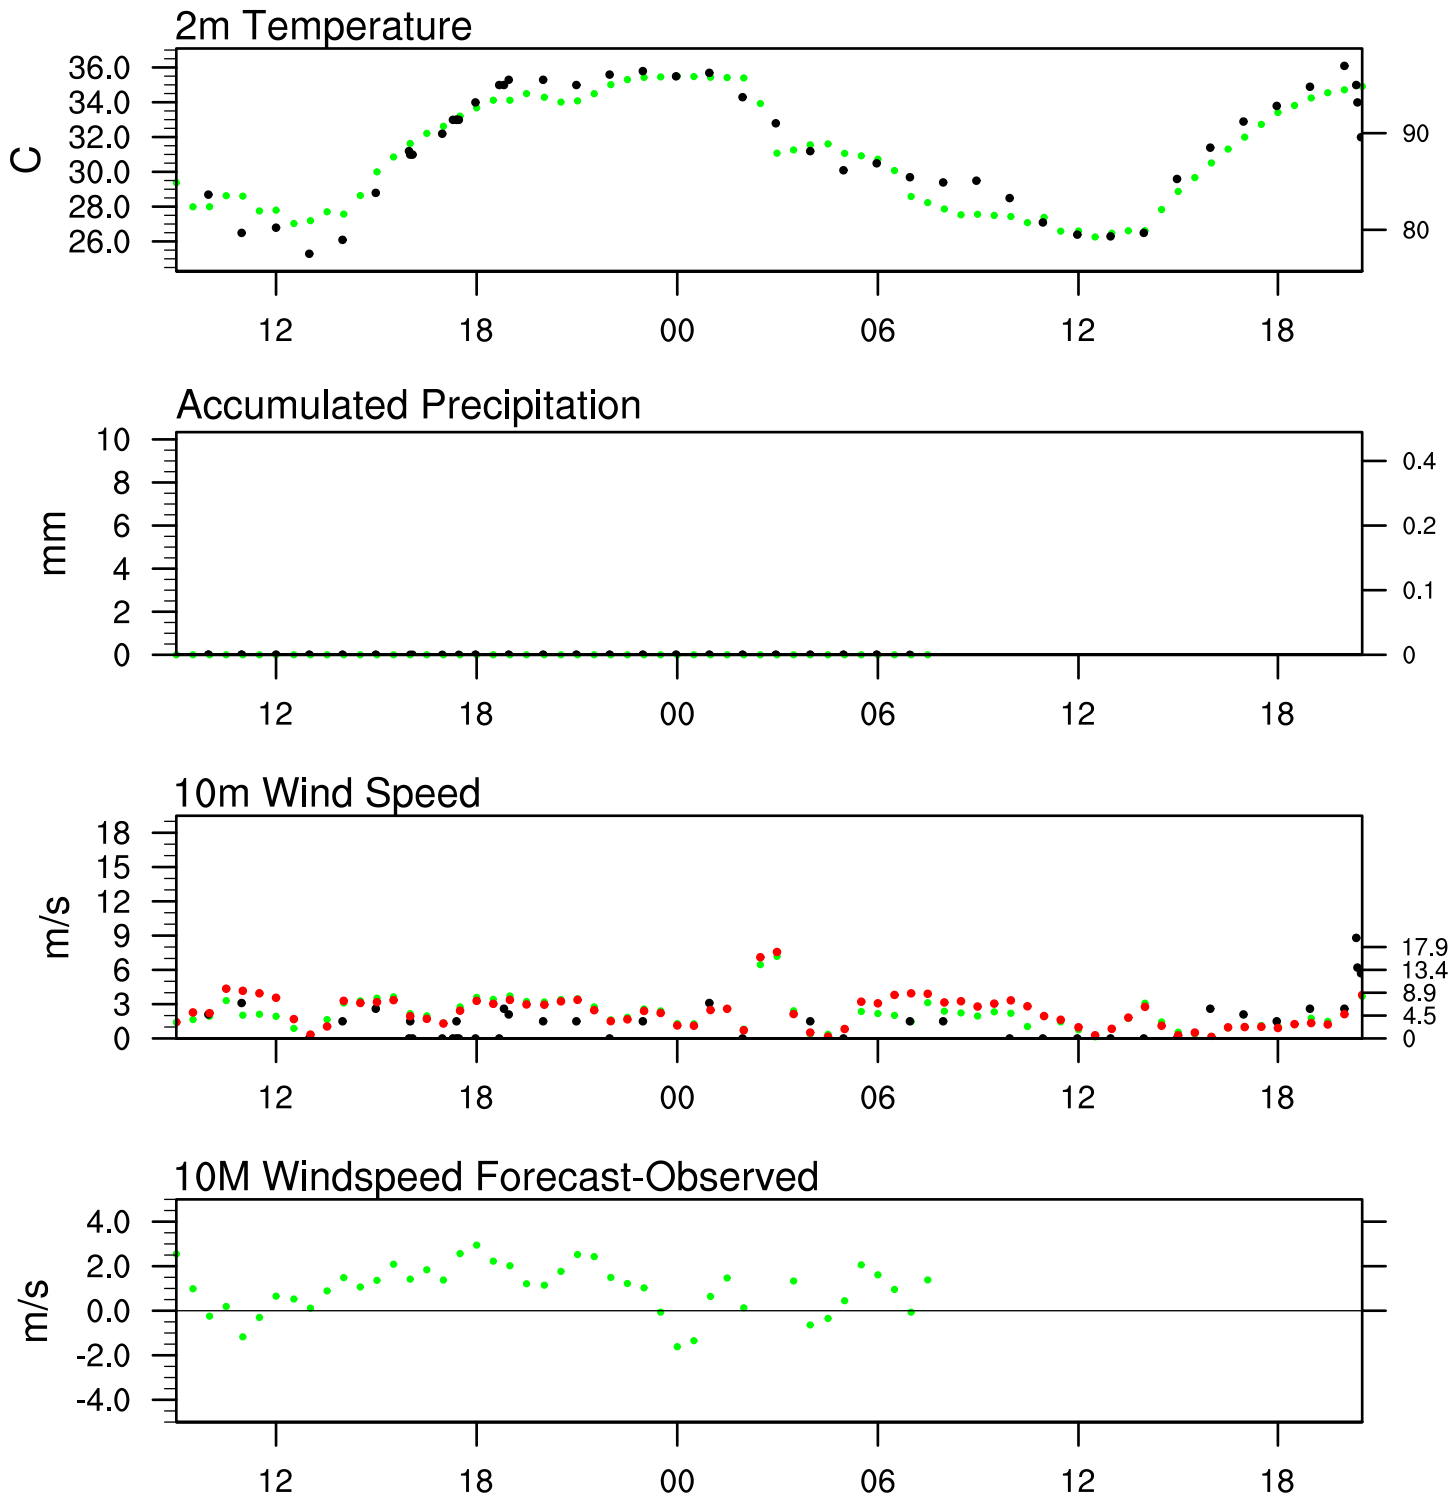 2m Temperature
36.0
34.0
32.0
30.0
28.0
26.0
C
90
80
12 18 00 06 12 18
Accumulated Precipitation
10
8
6
4
2
0
mm
0.4
0.2
0.1
0
12 18 00 06 12 18
10m Wind Speed
18
15
12
9
6
3
0
m/s
17.9
13.4
8.9
4.5
0
12 18 00 06 12 18
10M Windspeed Forecast-Observed
4.0
2.0
0.0
-2.0
-4.0
m/s
12 18 00 06 12 18